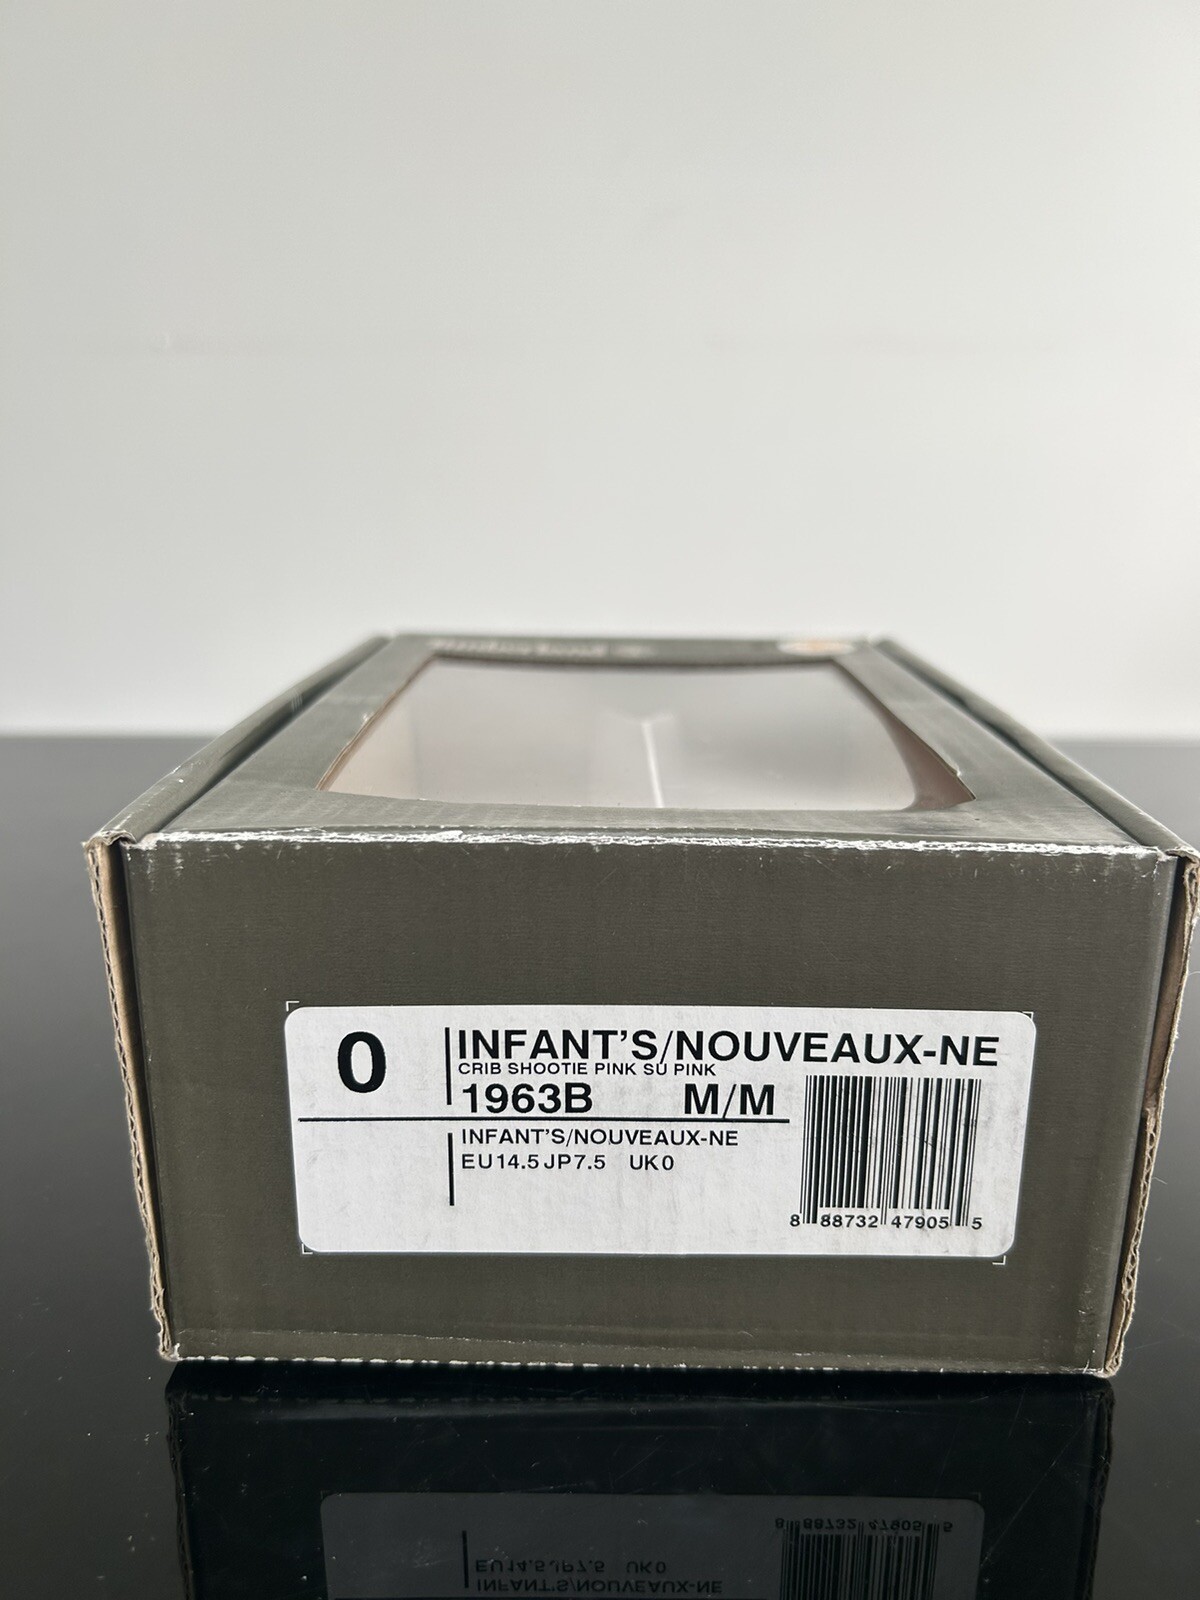 Timberland
0
INFANT'S/NOUVEAUX-NE
CRIB SHOOTIE PINK SU PINK
1963B M/M
INFANT'S/NOUVEAUX-NE
EU14.5 JP7.5 UK0
8 88732 47905 5